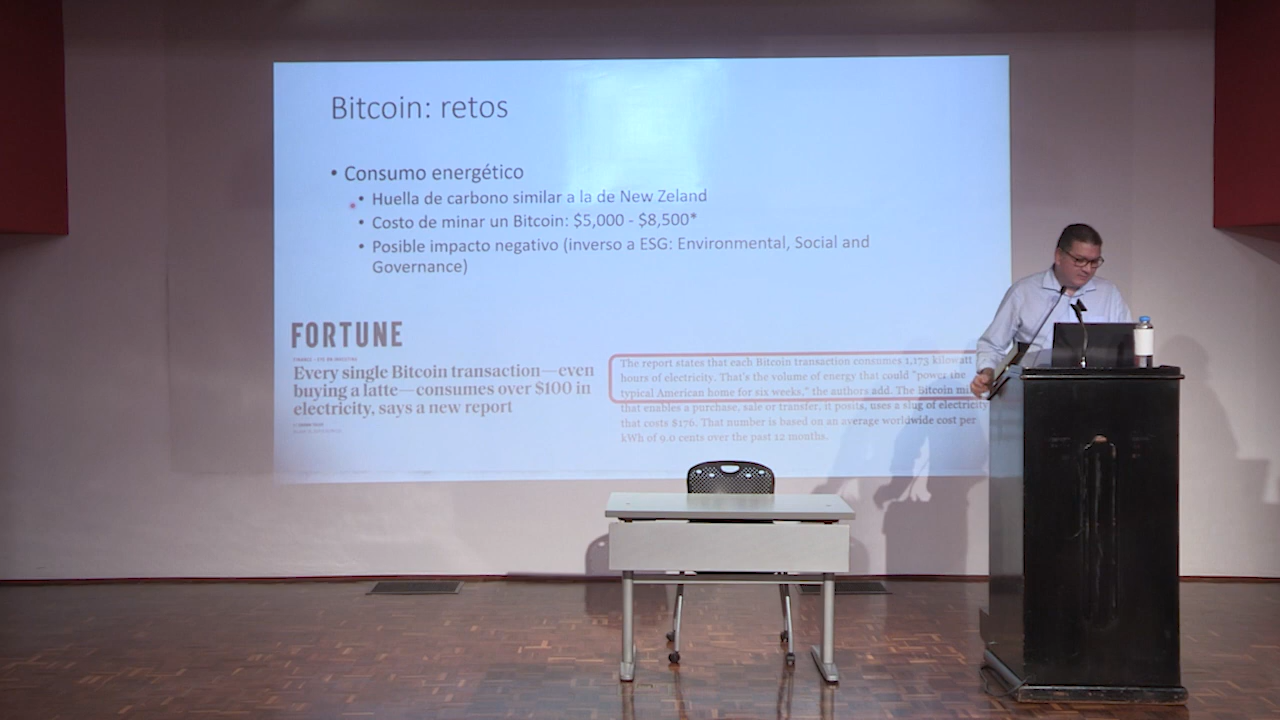 Bitcoin: retos
• Consumo energético
• Huella de carbono similar a la de New Zeland
• Costo de minar un Bitcoin: $5,000 - $8,500*
• Posible impacto negativo (inverso a ESG: Environmental, Social and
Governance)
FORTUNE
Every single Bitcoin transaction—even
buying a latte—consumes over $100 in
electricity, says a new report
The report states that each Bitcoin transaction consumes 1,173 kilowatt
hours of electricity. That's the volume of energy that could "power the
typical American home for six weeks," the authors add. The Bitcoin
that enables a purchase, sale or transfer, it posits, uses a slug of electricity
that costs $176. That number is based on an average worldwide cost per
kWh of 9.0 cents over the past 12 months.